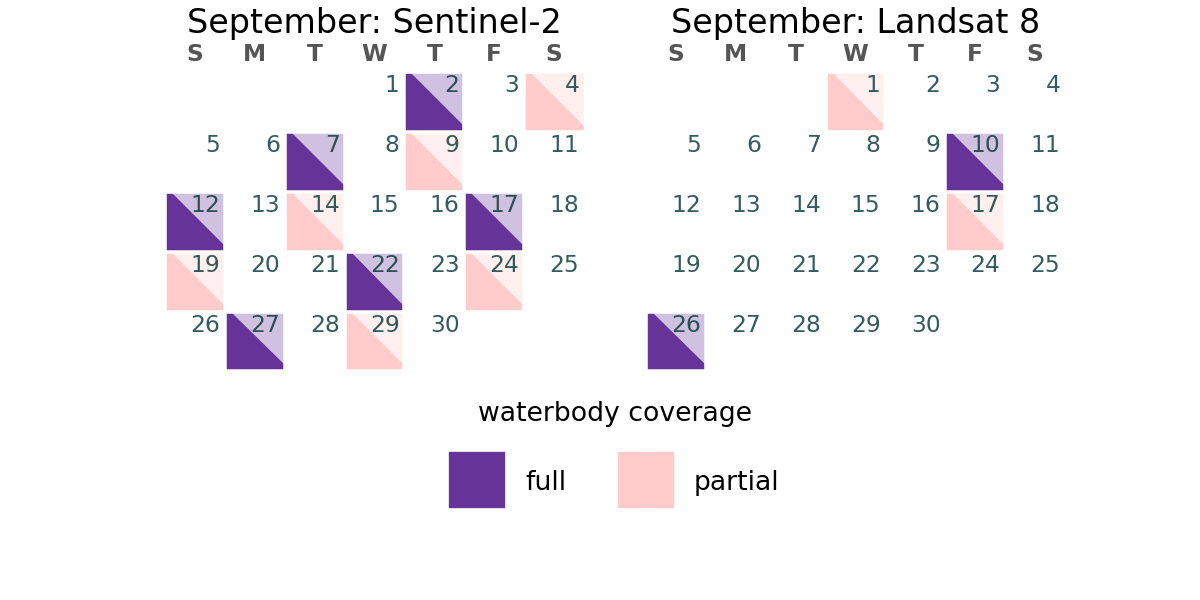 September: Sentinel-2
S M T W T F S
1 2 3 4
5 6 7 8 9 10 11
12 13 14 15 16 17 18
19 20 21 22 23 24 25
26 27 28 29 30
September: Landsat 8
S M T W T F S
1 2 3 4
5 6 7 8 9 10 11
12 13 14 15 16 17 18
19 20 21 22 23 24 25
26 27 28 29 30
waterbody coverage
full partial